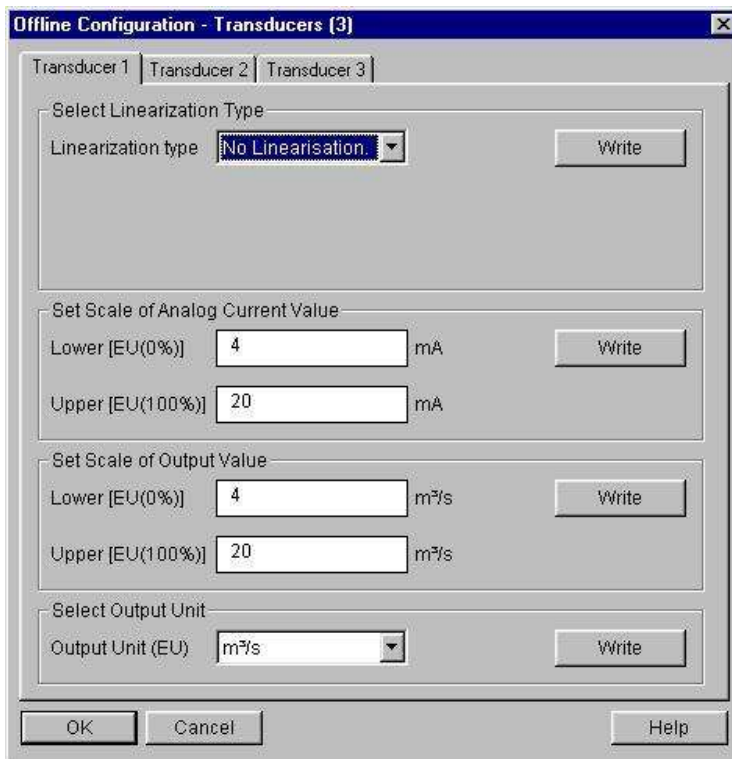 Offline Configuration - Transducers (3)
Transducer 1 Transducer 2 Transducer 3
Select Linearization Type
Linearization type No Linearisation. Write
Set Scale of Analog Current Value
Lower [EU(0%)] 4 mA Write
Upper [EU(100%)] 20 mA
Set Scale of Output Value
Lower [EU(0%)] 4 m³/s Write
Upper [EU(100%)] 20 m³/s
Select Output Unit
Output Unit (EU) m³/s Write
OK Cancel Help